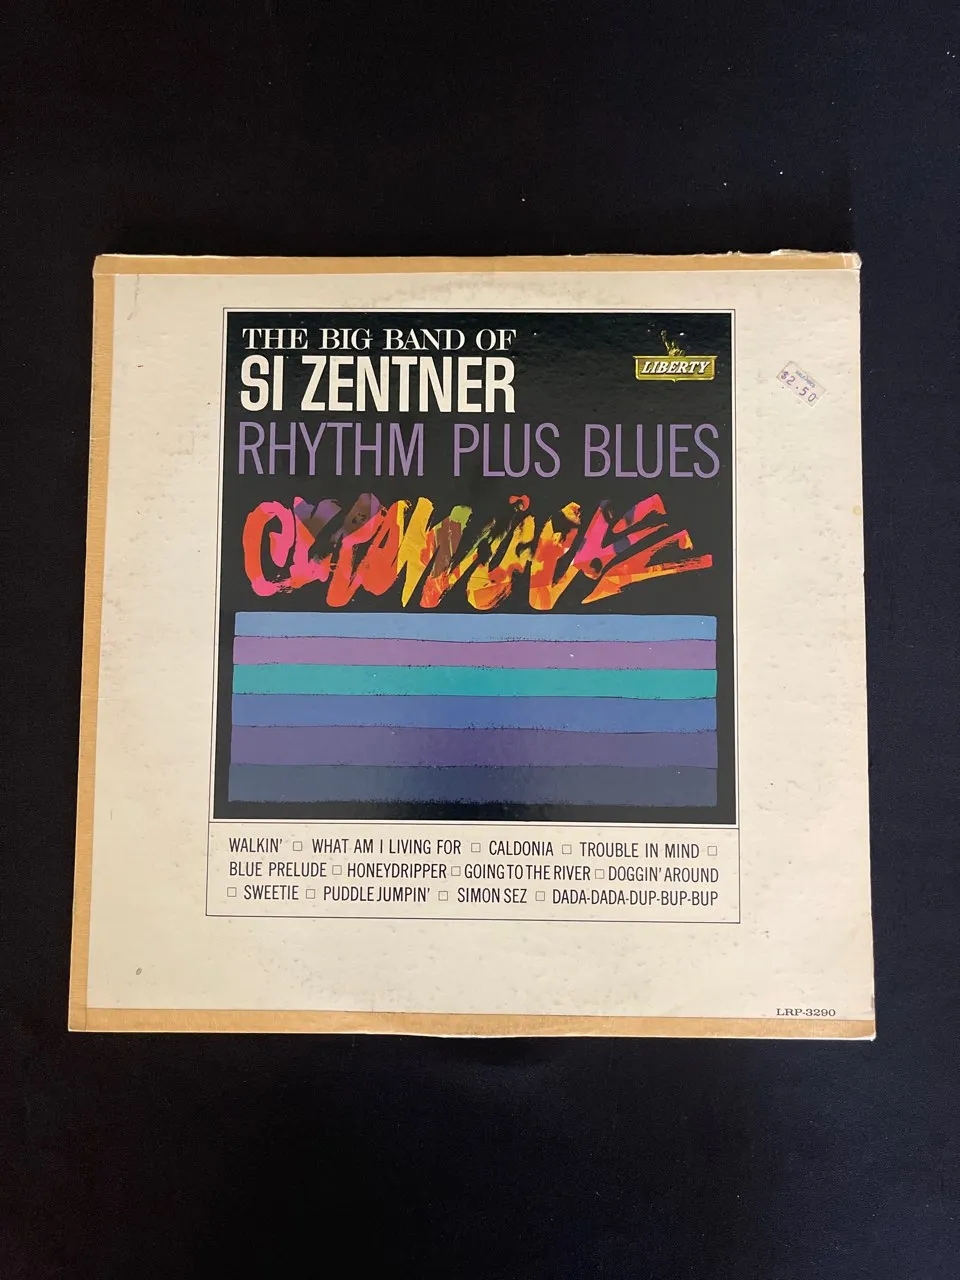 THE BIG BAND OF
SI ZENTNER
LIBERTY
RHYTHM PLUS BLUES
$2.50
WALKIN' □ WHAT AM I LIVING FOR □ CALDONIA □ TROUBLE IN MIND □
BLUE PRELUDE □ HONEYDRIPPER □ GOING TO THE RIVER □ DOGGIN' AROUND
□ SWEETIE □ PUDDLE JUMPIN' □ SIMON SEZ □ DADA-DADA-DUP-BUP-BUP
LRP-3290